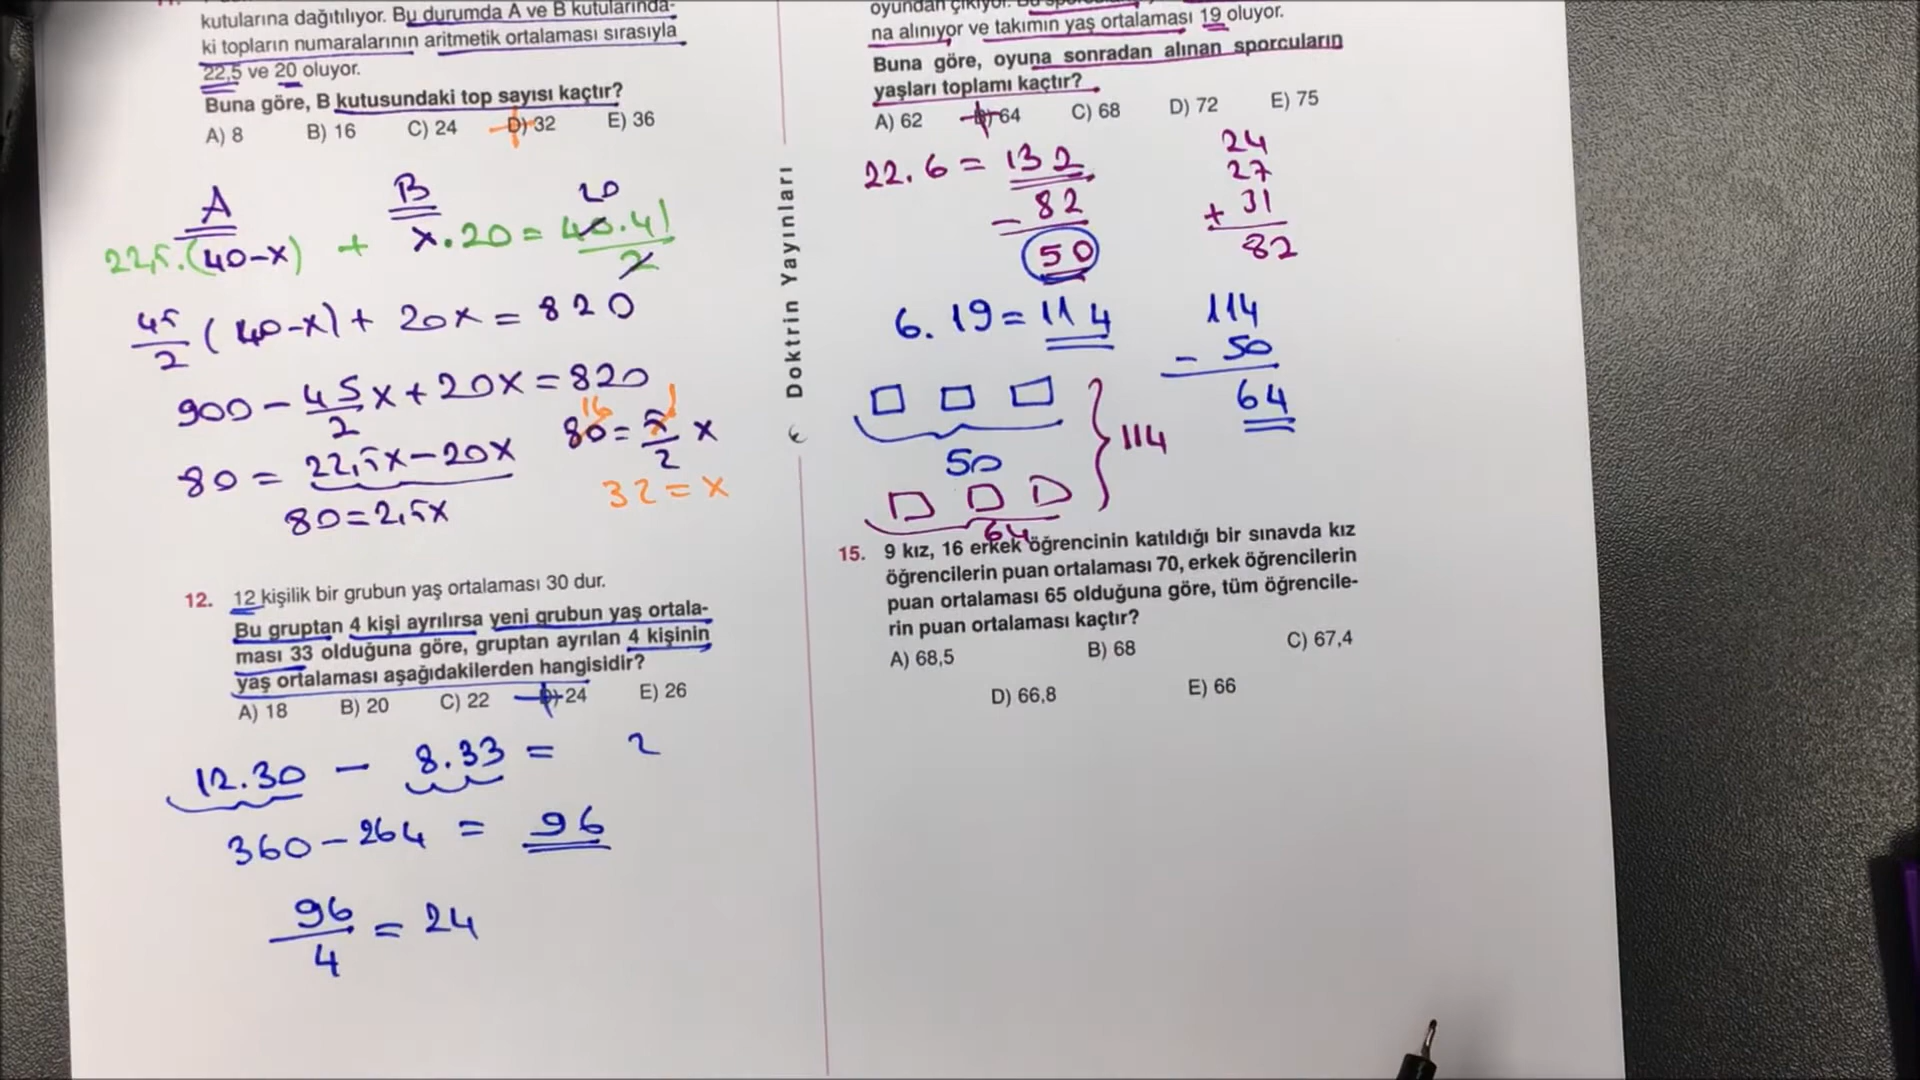 kutularına dağıtılıyor. Bu durumda A ve B kutularında-
ki topların numaralarının aritmetik ortalaması sırasıyla
22,5 ve 20 oluyor.
Buna göre, B kutusundaki top sayısı kaçtır?
A) 8 B) 16 C) 24 D) 32 E) 36
A B 20
22,5.(40-x) + x.20 = 40.41
2
45
2
(40-x)+ 20x = 820
900 - 45/2 x + 20x = 820
80 = 22,5x-20x
80=2,5x
16 1
80 = 5/2 x
32 = x
12. 12 kişilik bir grubun yaş ortalaması 30 dur.
Bu gruptan 4 kişi ayrılırsa yeni grubun yaş ortala-
ması 33 olduğuna göre, gruptan ayrılan 4 kişinin
yaş ortalaması aşağıdakilerden hangisidir?
A) 18 B) 20 C) 22 D) 24 E) 26
12.30 - 8.33 = 2
360-264 = 96
96
4
= 24
Doktrin Yayınları
oyundan çıkıyor.
na alınıyor ve takımın yaş ortalaması 19 oluyor.
Buna göre, oyuna sonradan alınan sporcuların
yaşları toplamı kaçtır?
A) 62 B) 64 C) 68 D) 72 E) 75
22.6 = 132
- 82
50
24
27
+ 31
82
6.19 = 114
114
- 50
64
50
114
64
15. 9 kız, 16 erkek öğrencinin katıldığı bir sınavda kız
öğrencilerin puan ortalaması 70, erkek öğrencilerin
puan ortalaması 65 olduğuna göre, tüm öğrencile-
rin puan ortalaması kaçtır?
A) 68,5 B) 68 C) 67,4
D) 66,8 E) 66